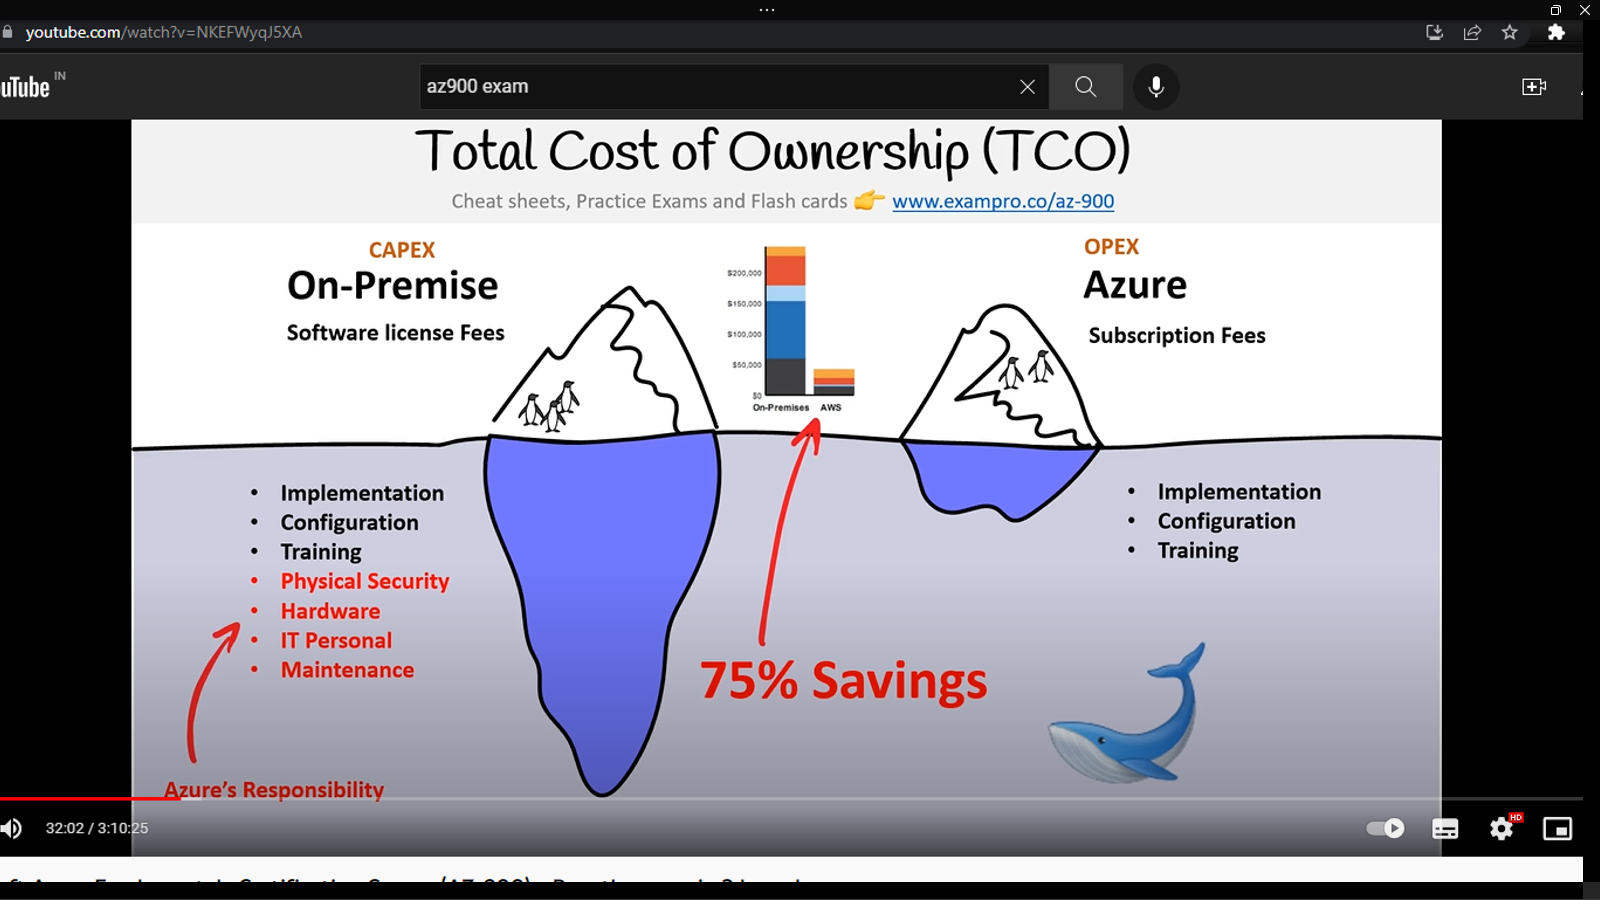 youtube.com/watch?v=NKEFWyqJ5XA
uTube IN
az900 exam
Total Cost of Ownership (TCO)
Cheat sheets, Practice Exams and Flash cards 👉 www.exampro.co/az-900
CAPEX
On-Premise
Software license Fees
$200,000
$150,000
$100,000
$50,000
$0
On-Premises AWS
OPEX
Azure
Subscription Fees
• Implementation
• Configuration
• Training
• Physical Security
• Hardware
• IT Personal
• Maintenance
Azure's Responsibility
75% Savings
• Implementation
• Configuration
• Training
32:02 / 3:10:25
HD